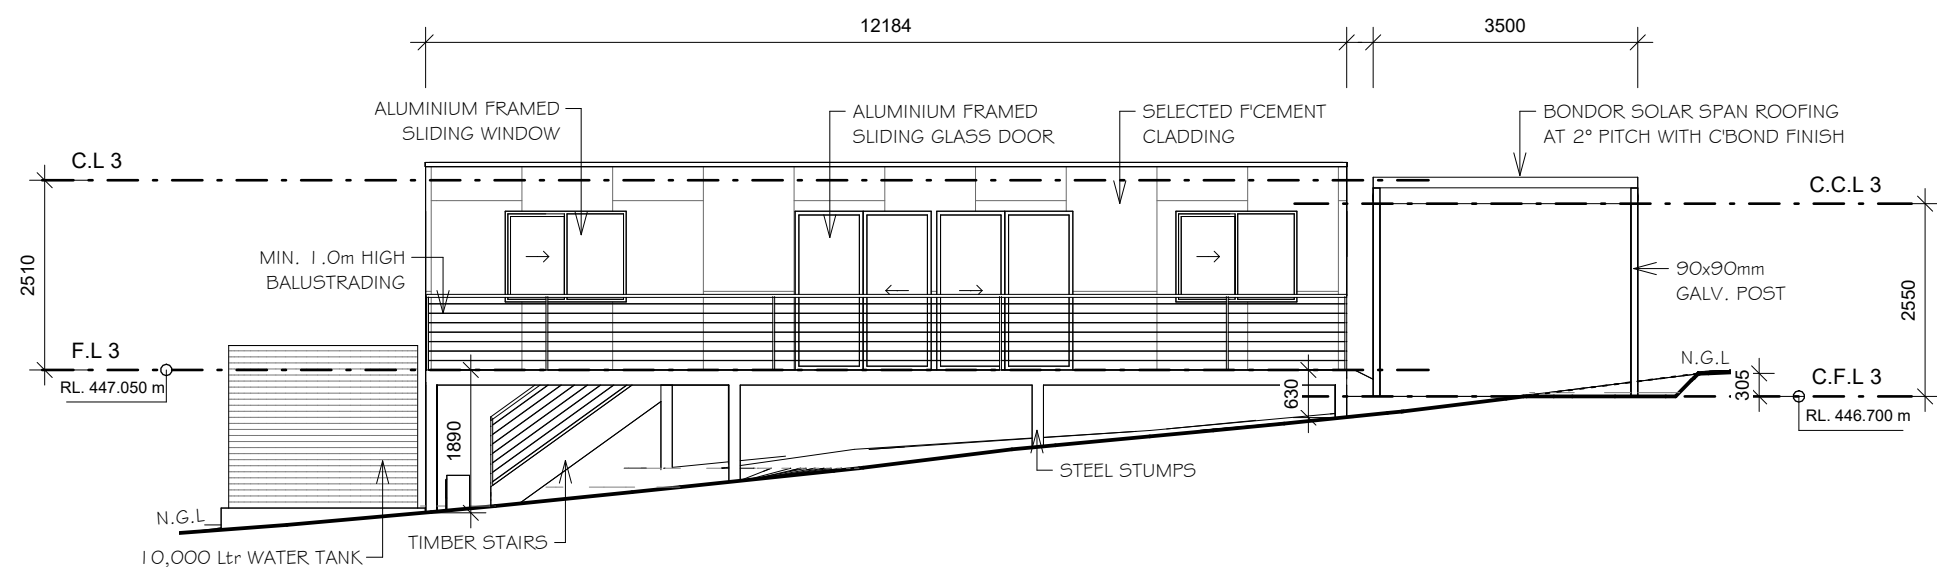 12184
3500
ALUMINIUM FRAMED
SLIDING WINDOW
ALUMINIUM FRAMED
SLIDING GLASS DOOR
SELECTED F'CEMENT
CLADDING
BONDOR SOLAR SPAN ROOFING
AT 2° PITCH WITH C'BOND FINISH
C.L 3
C.C.L 3
2510
MIN. 1.0m HIGH
BALUSTRADING
90x90mm
GALV. POST
2550
F.L 3
RL. 447.050 m
N.G.L
305
C.F.L 3
RL. 446.700 m
630
1890
STEEL STUMPS
N.G.L
TIMBER STAIRS
10,000 Ltr WATER TANK